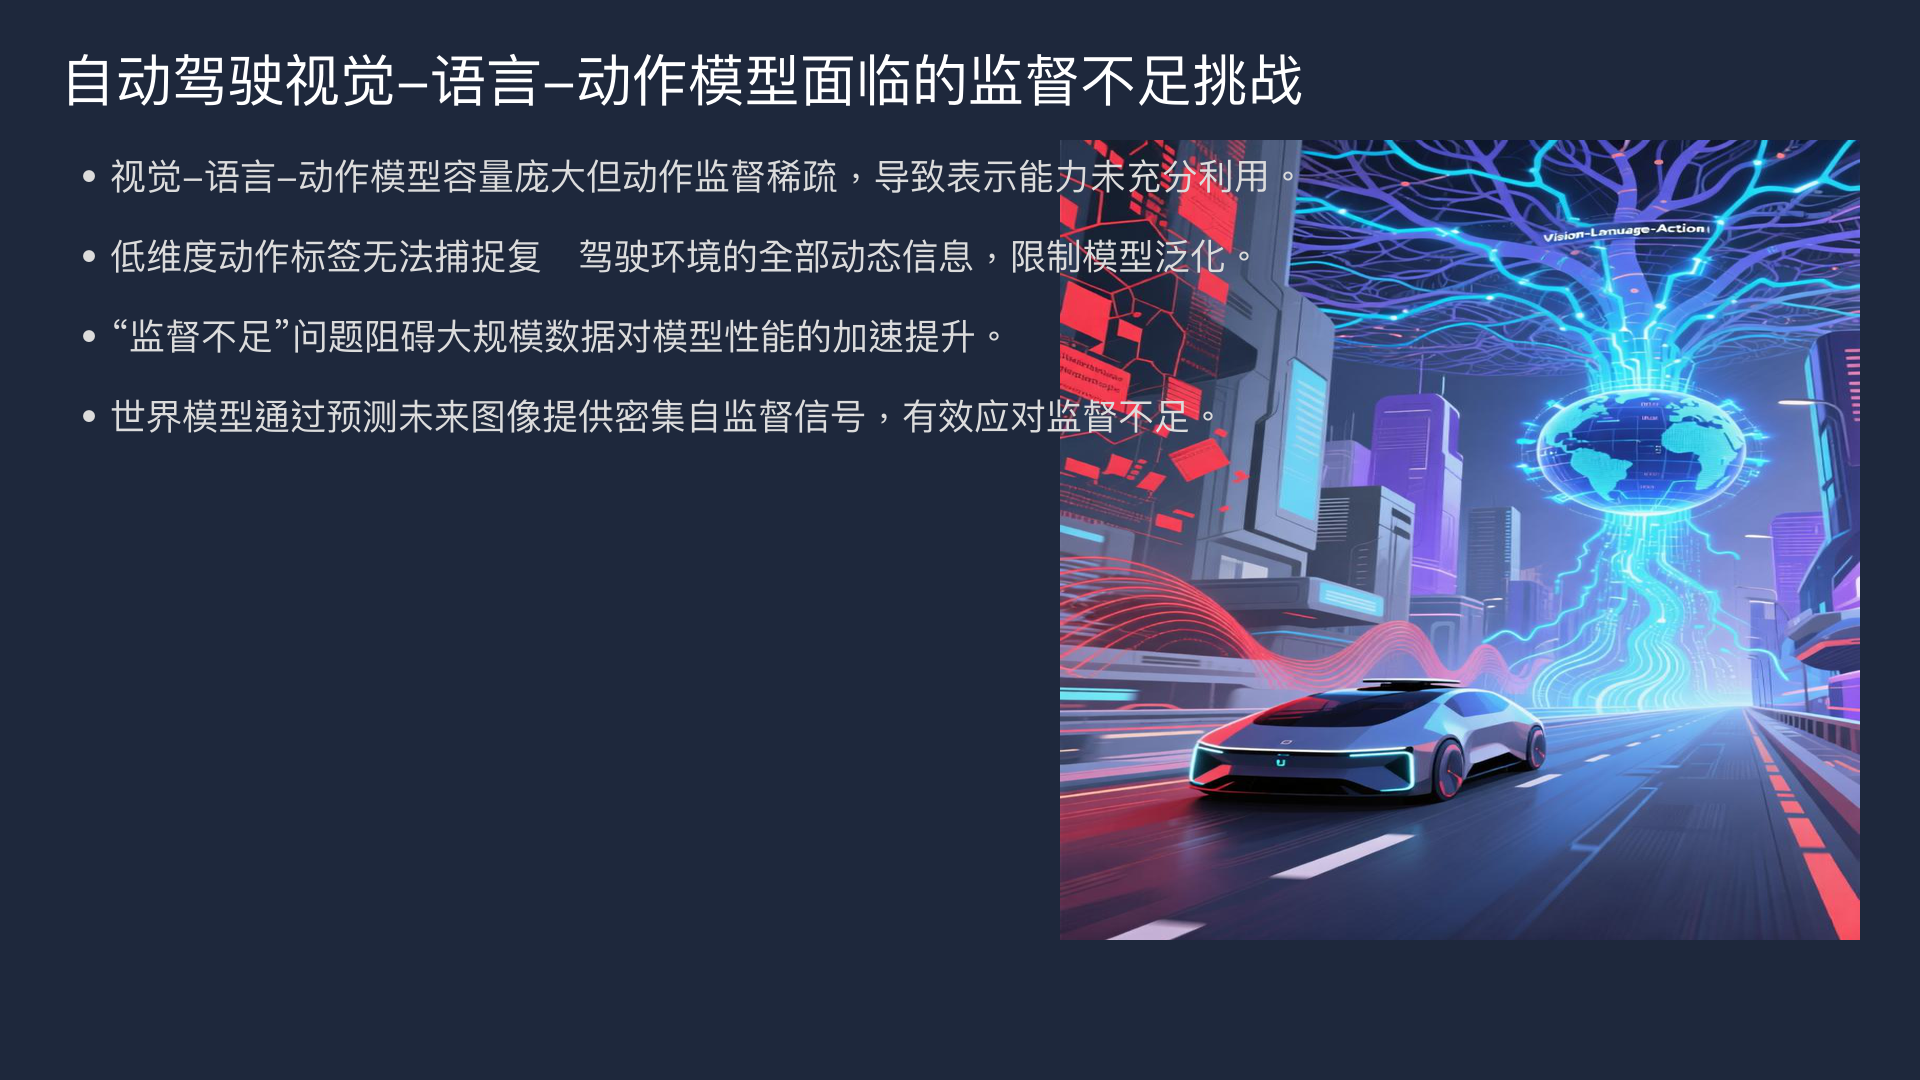 自动驾驶视觉–语言–动作模型面临的监督不足挑战
• 视觉–语言–动作模型容量庞大但动作监督稀疏，导致表示能力未充分利用。
• 低维度动作标签无法捕捉复　驾驶环境的全部动态信息，限制模型泛化。
• “监督不足”问题阻碍大规模数据对模型性能的加速提升。
• 世界模型通过预测未来图像提供密集自监督信号，有效应对监督不足。
Vision-Lanuage-Action